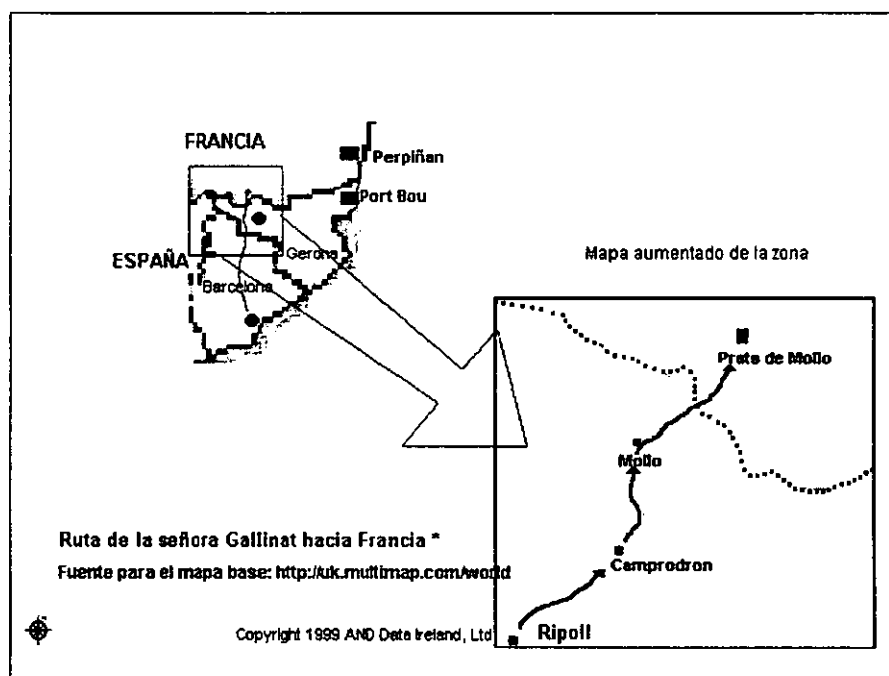 FRANCIA
Perpiñan
Port Bou
ESPAÑA
Gerona
Barcelona
Mapa aumentado de la zona
Prats de Mollo
Mollo
Camprodron
Ripoll
Ruta de la señora Gallinat hacia Francia *
Fuente para el mapa base: http://uk.multimap.com/world
Copyright 1999 AND Data Ireland, Ltd